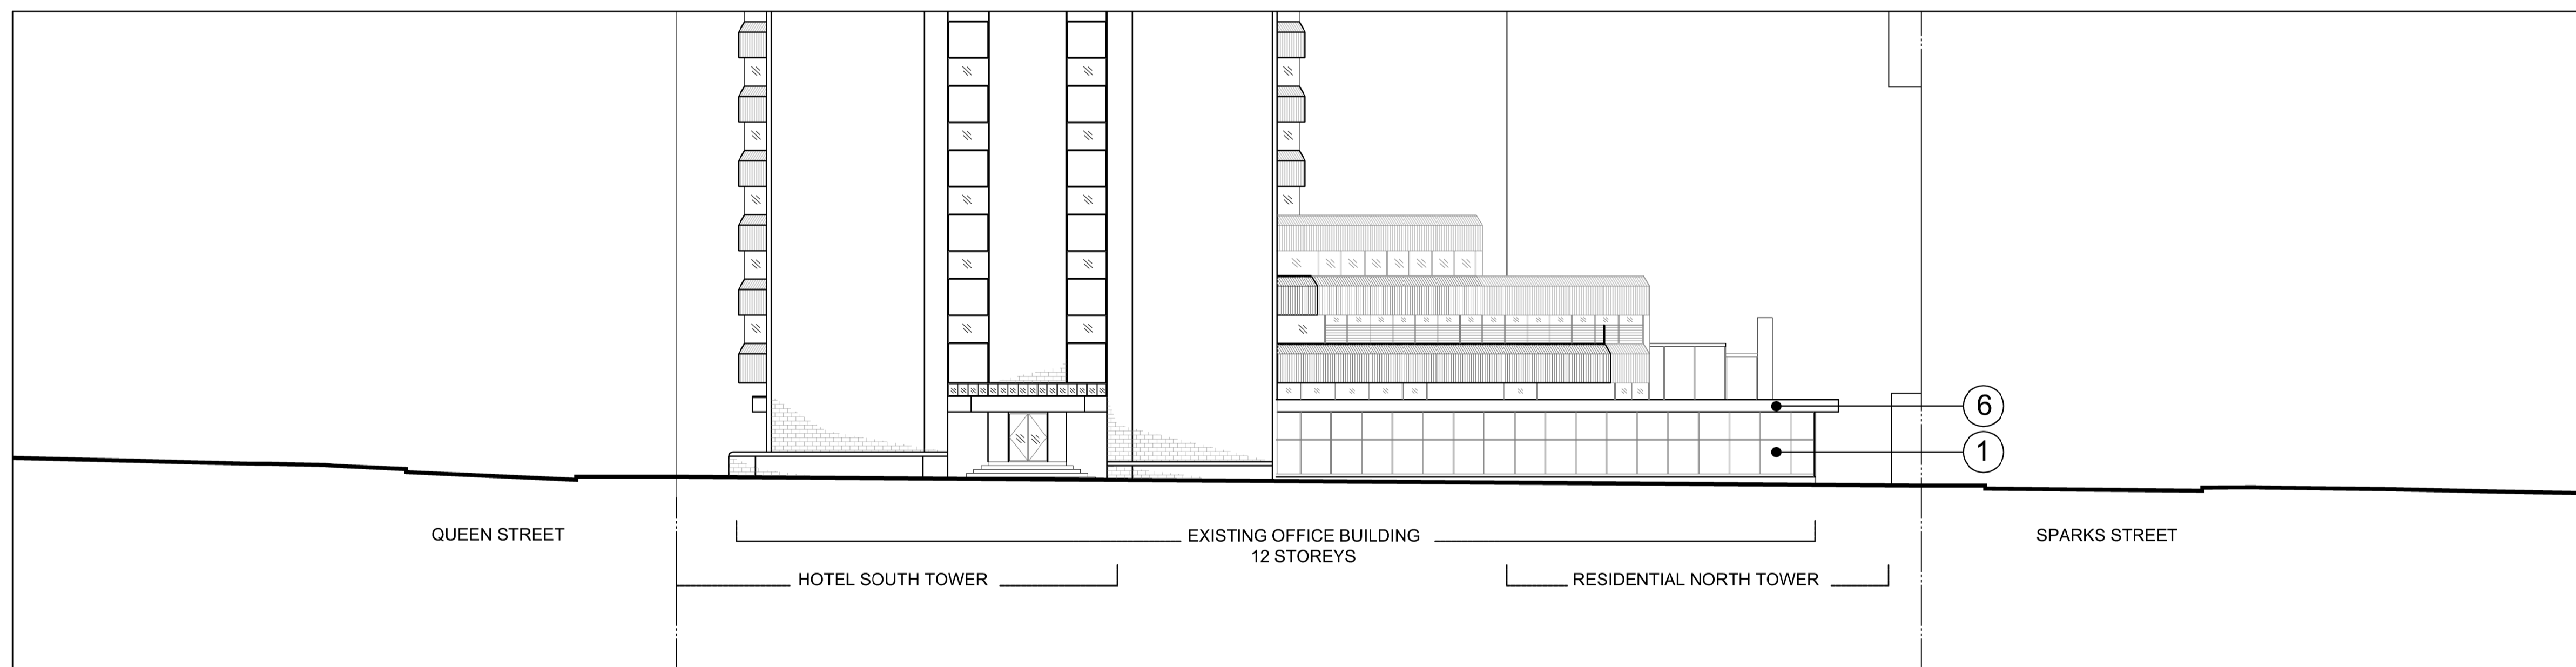 6
1
QUEEN STREET
EXISTING OFFICE BUILDING
12 STOREYS
SPARKS STREET
HOTEL SOUTH TOWER
RESIDENTIAL NORTH TOWER